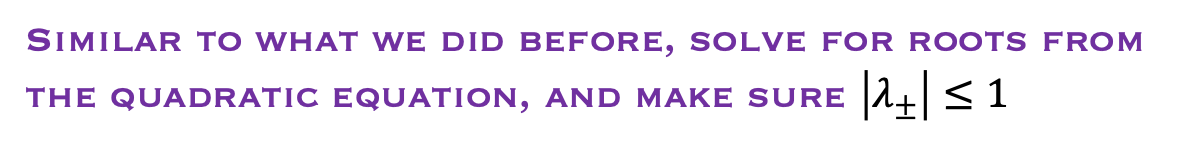 Similar to what we did before, solve for roots from
the quadratic equation, and make sure |λ±| ≤ 1